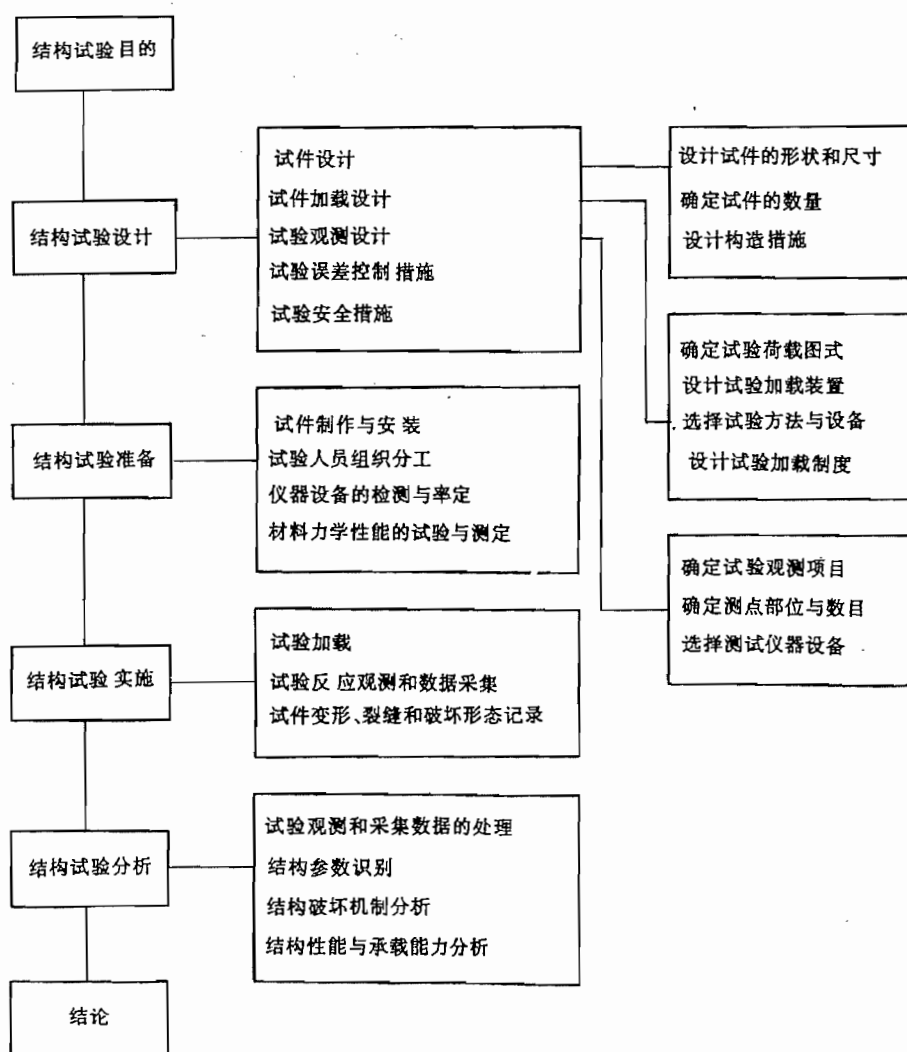 结构试验目的
结构试验设计
试件设计
试件加载设计
试验观测设计
试验误差控制措施
试验安全措施
设计试件的形状和尺寸
确定试件的数量
设计构造措施
确定试验荷载图式
设计试验加载装置
选择试验方法与设备
设计试验加载制度
确定试验观测项目
确定测点部位与数目
选择测试仪器设备
结构试验准备
试件制作与安装
试验人员组织分工
仪器设备的检测与率定
材料力学性能的试验与测定
结构试验实施
试验加载
试验反应观测和数据采集
试件变形、裂缝和破坏形态记录
结构试验分析
试验观测和采集数据的处理
结构参数识别
结构破坏机制分析
结构性能与承载能力分析
结论